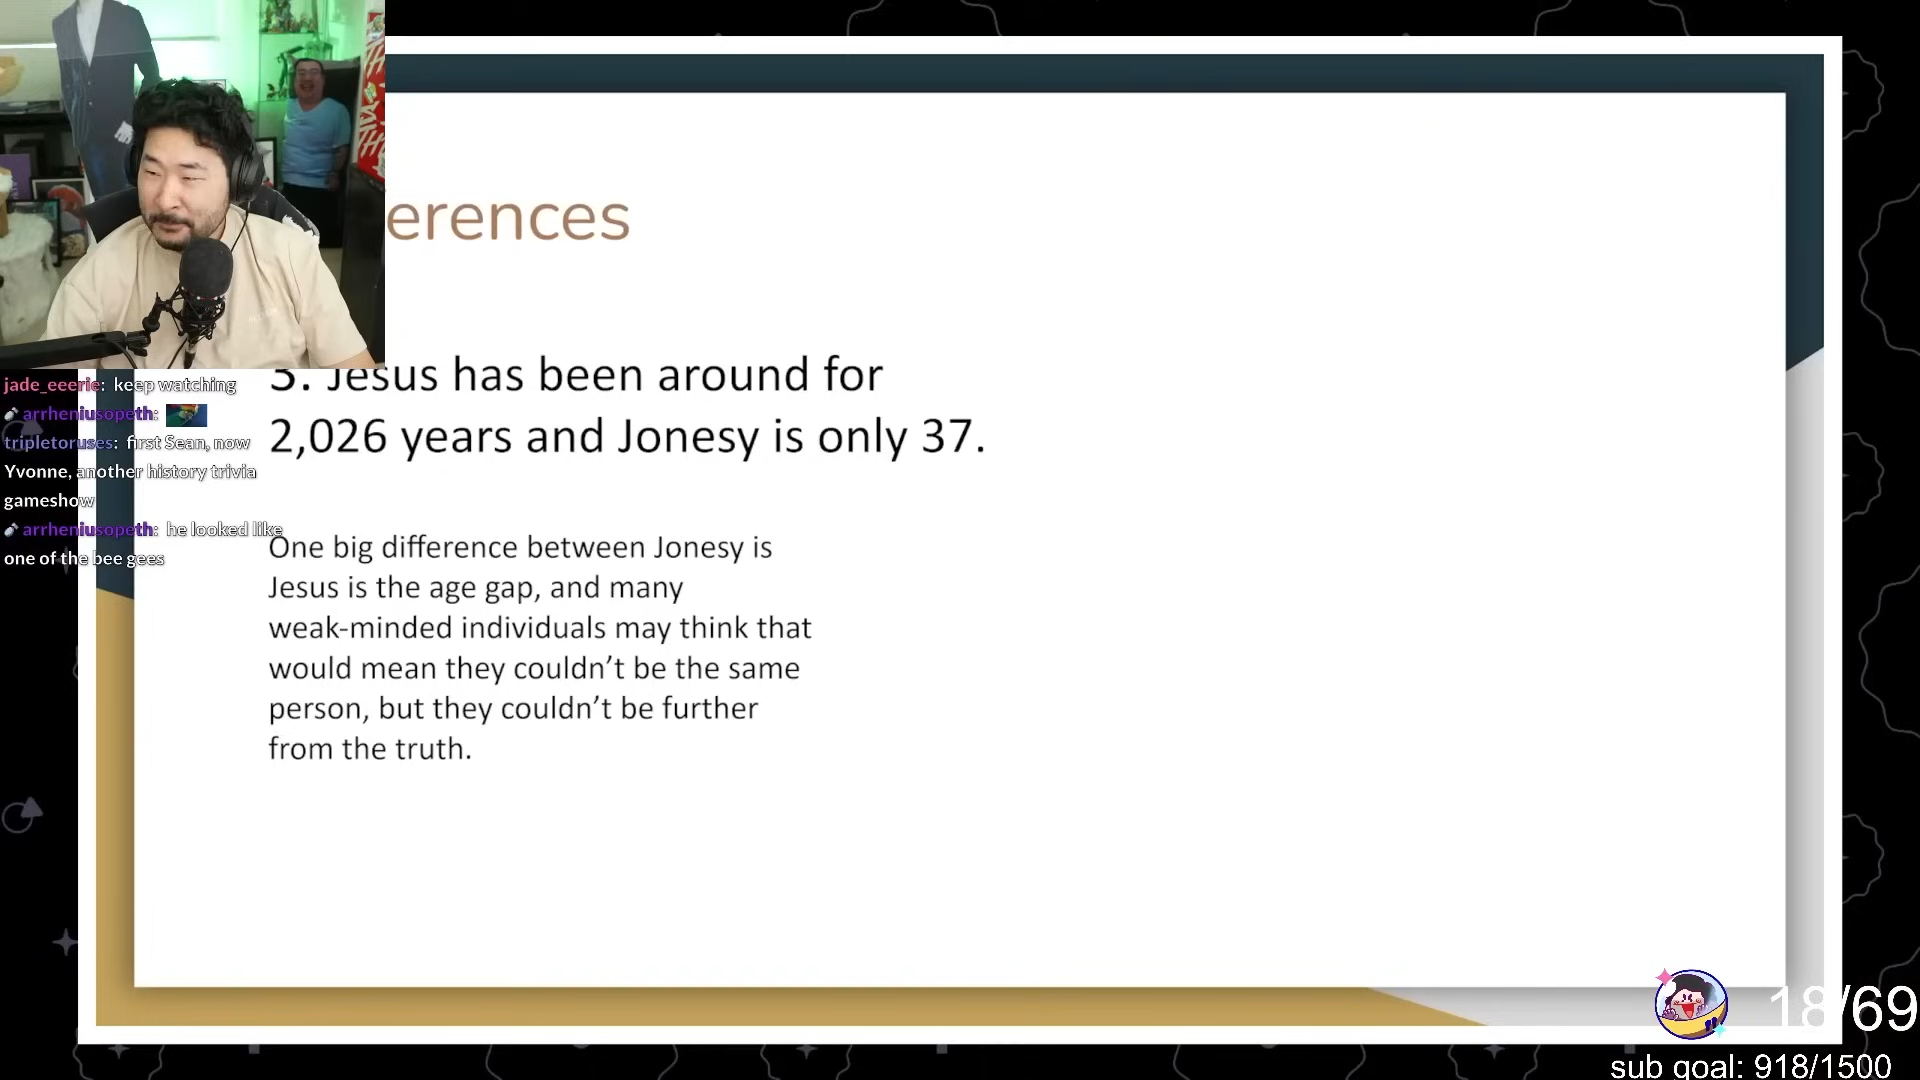 erences
3. Jesus has been around for
2,026 years and Jonesy is only 37.
One big difference between Jonesy is
Jesus is the age gap, and many
weak-minded individuals may think that
would mean they couldn’t be the same
person, but they couldn’t be further
from the truth.
jade_eeerie: keep watching
arrheniusopeth:
tripletoruses: first Sean, now
Yvonne, another history trivia
gameshow
arrheniusopeth: he looked like
one of the bee gees
18/69
sub goal: 918/1500